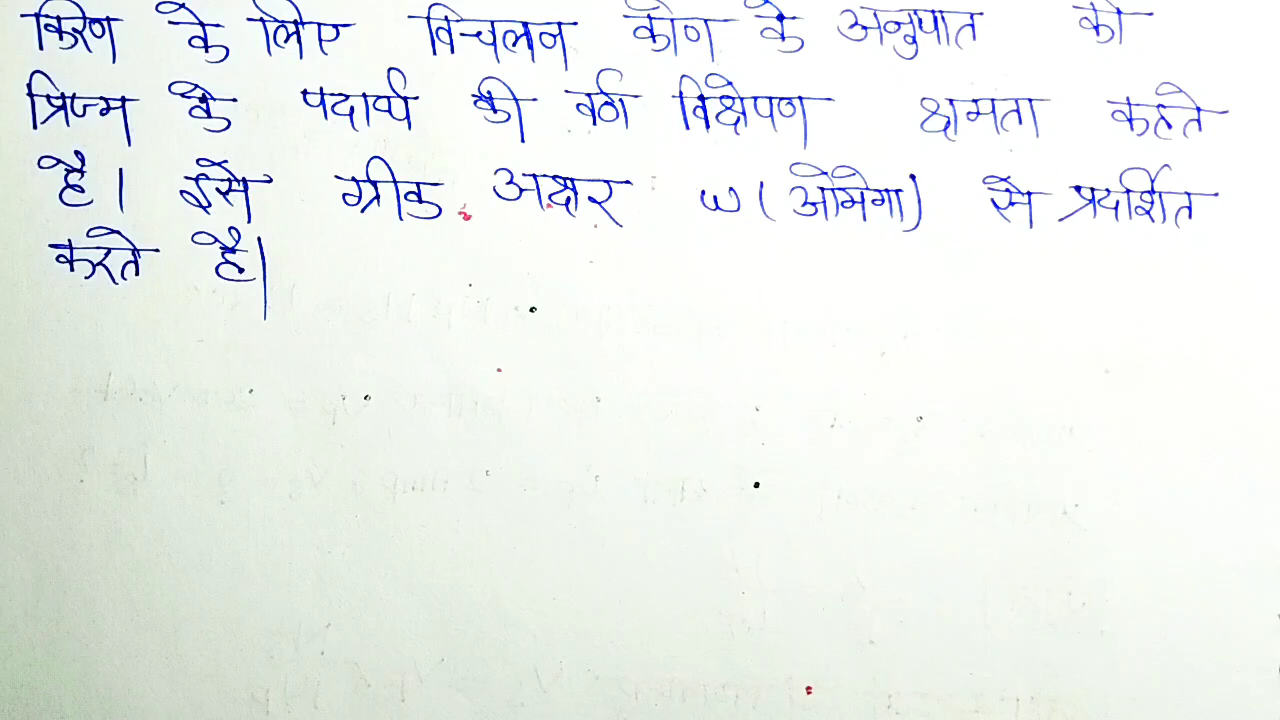 किरण के लिए विचलन कोण के अनुपात को
प्रिज्म के पदार्थ की वर्ण विक्षेपण क्षमता कहते
है। इसे ग्रीक अक्षर ω (ओमेगा) से प्रदर्शित
करते है।